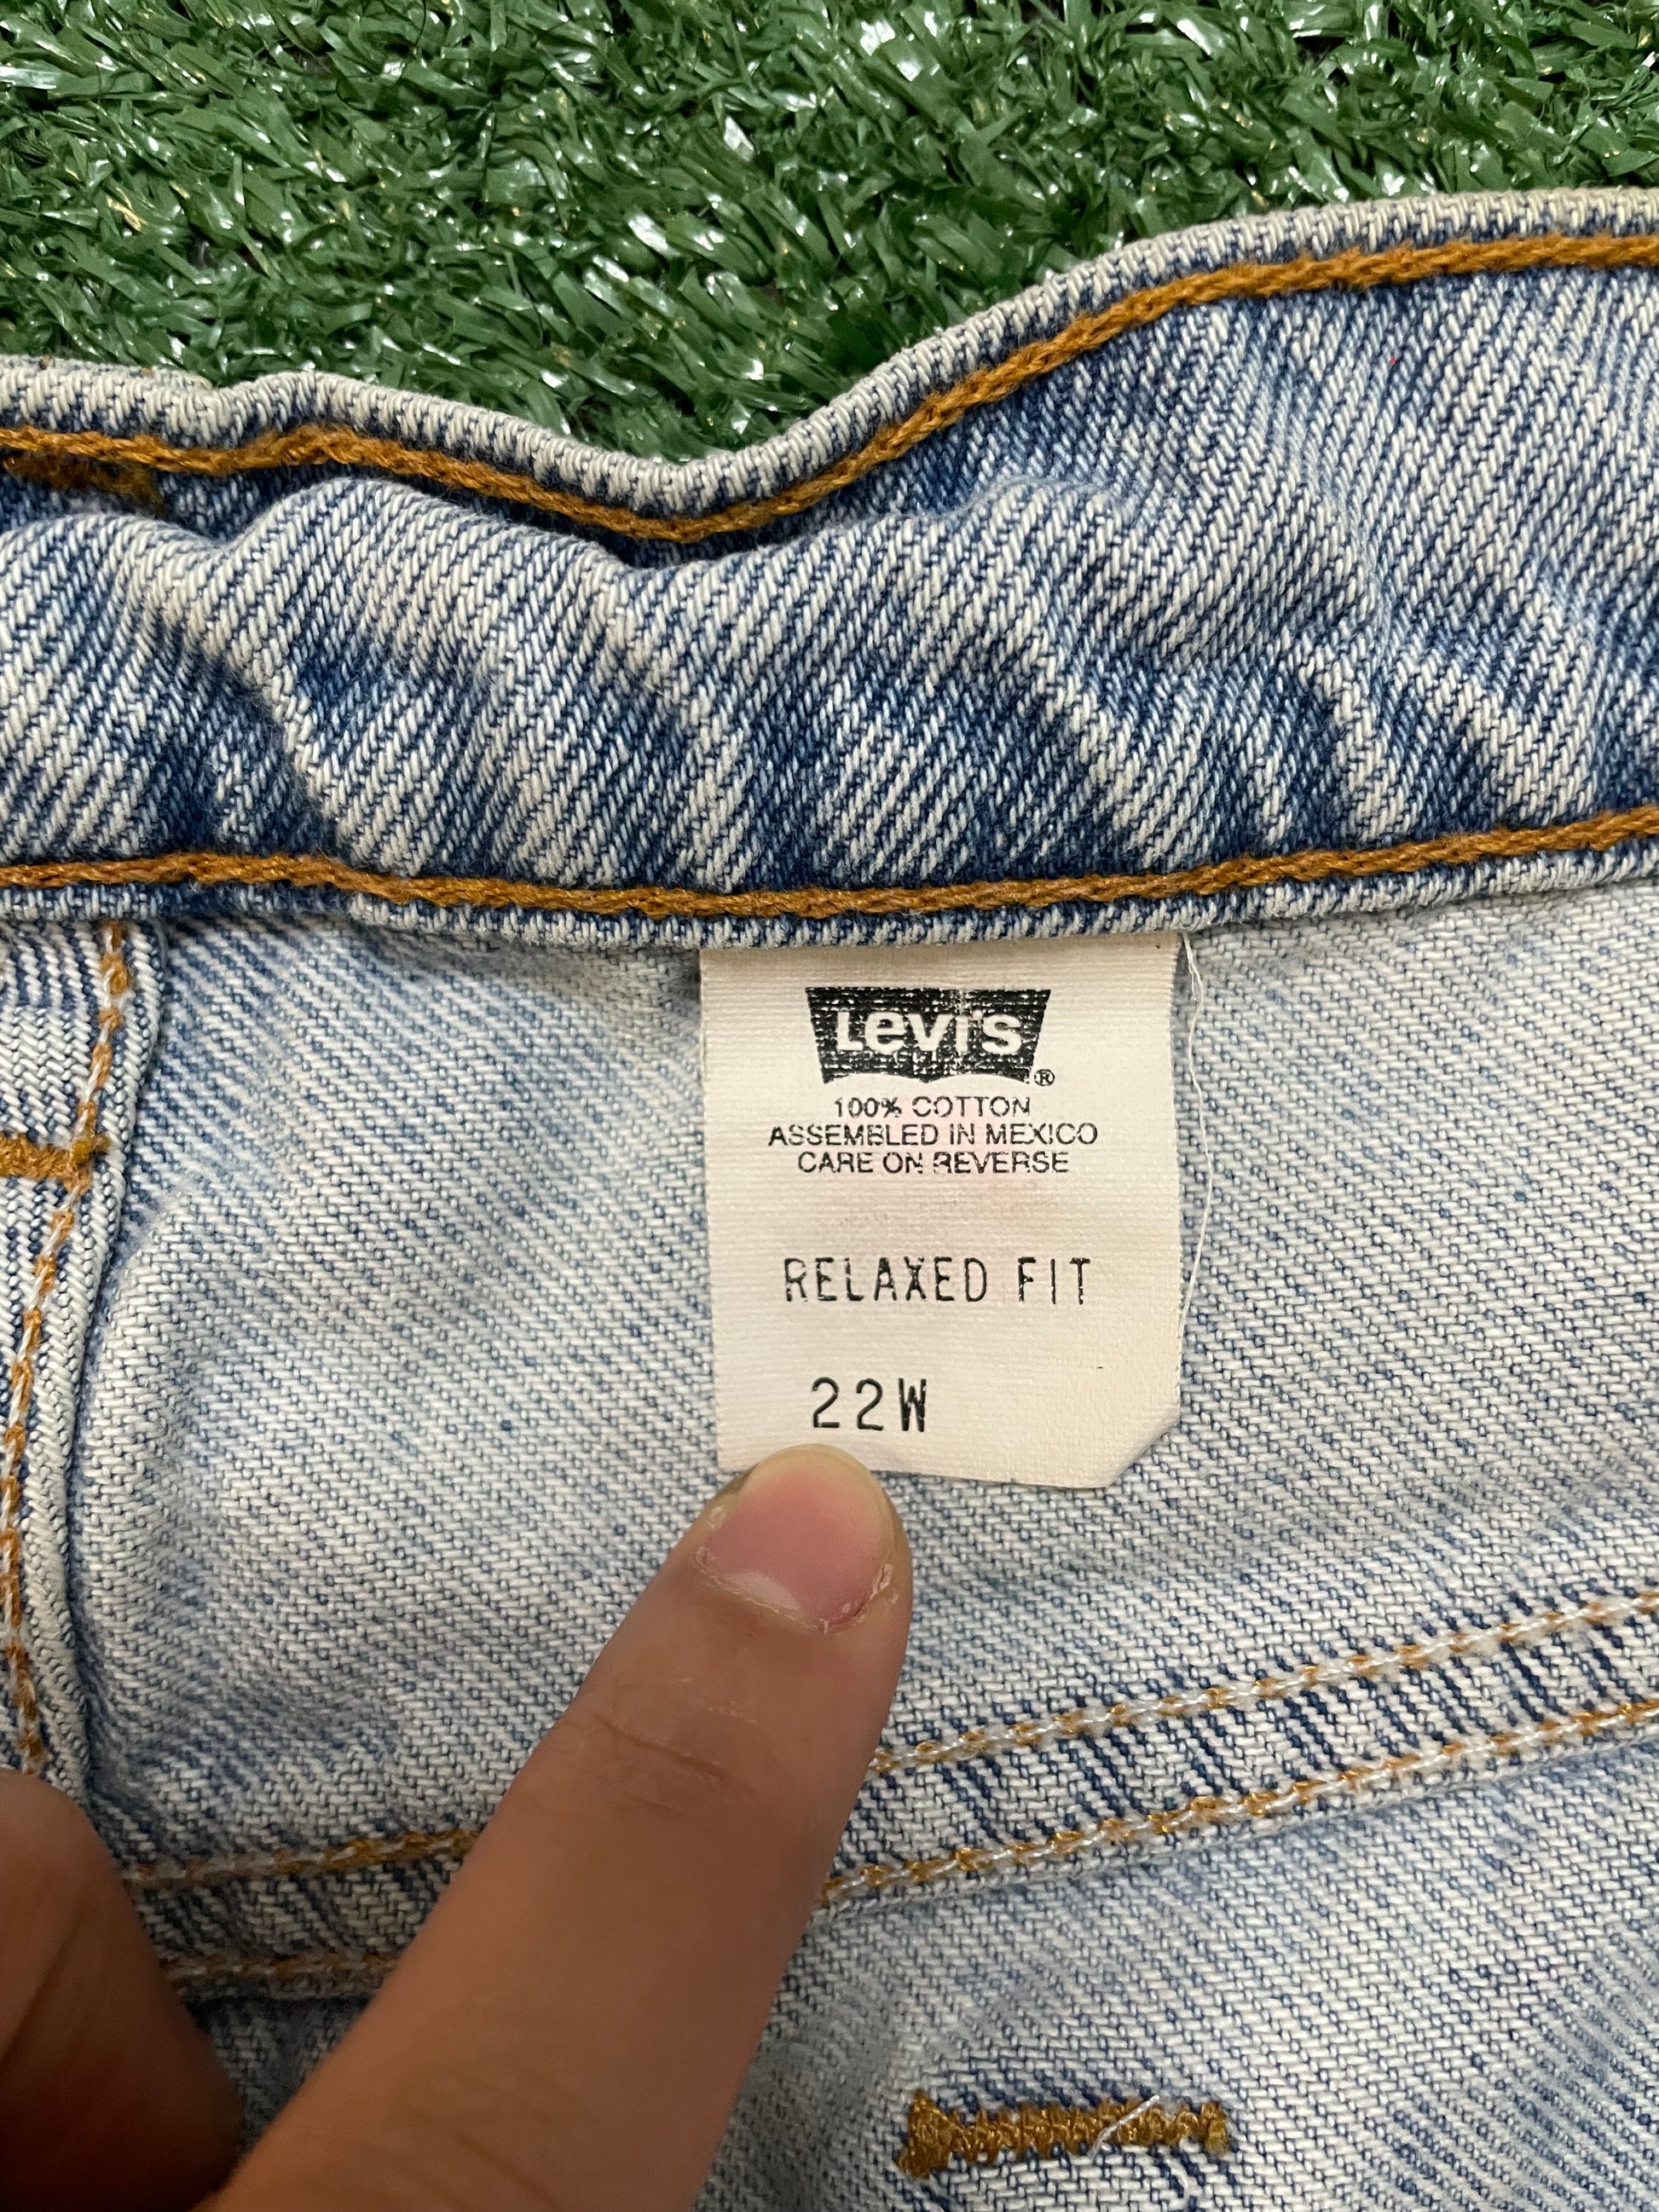 Levi's ®
100% COTTON
ASSEMBLED IN MEXICO
CARE ON REVERSE
RELAXED FIT
22W